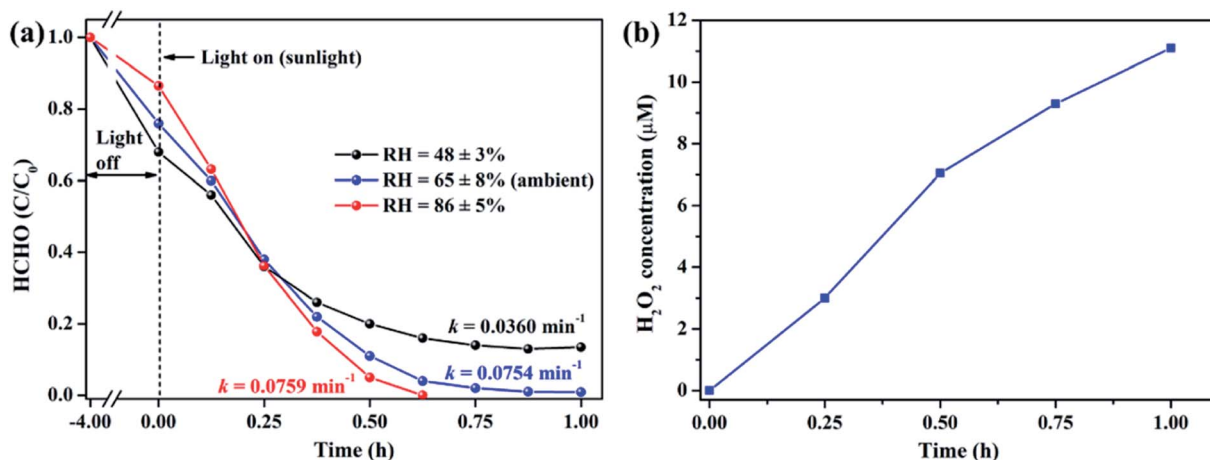 (a)
HCHO (C/C₀)
1.0
0.8
0.6
0.4
0.2
0.0
Light on (sunlight)
Light
off
RH = 48 ± 3%
RH = 65 ± 8% (ambient)
RH = 86 ± 5%
k = 0.0360 min⁻¹
k = 0.0754 min⁻¹
k = 0.0759 min⁻¹
-4.00 0.00 0.25 0.50 0.75 1.00
Time (h)
(b)
H₂O₂ concentration (μM)
12
10
8
6
4
2
0
0.00 0.25 0.50 0.75 1.00
Time (h)